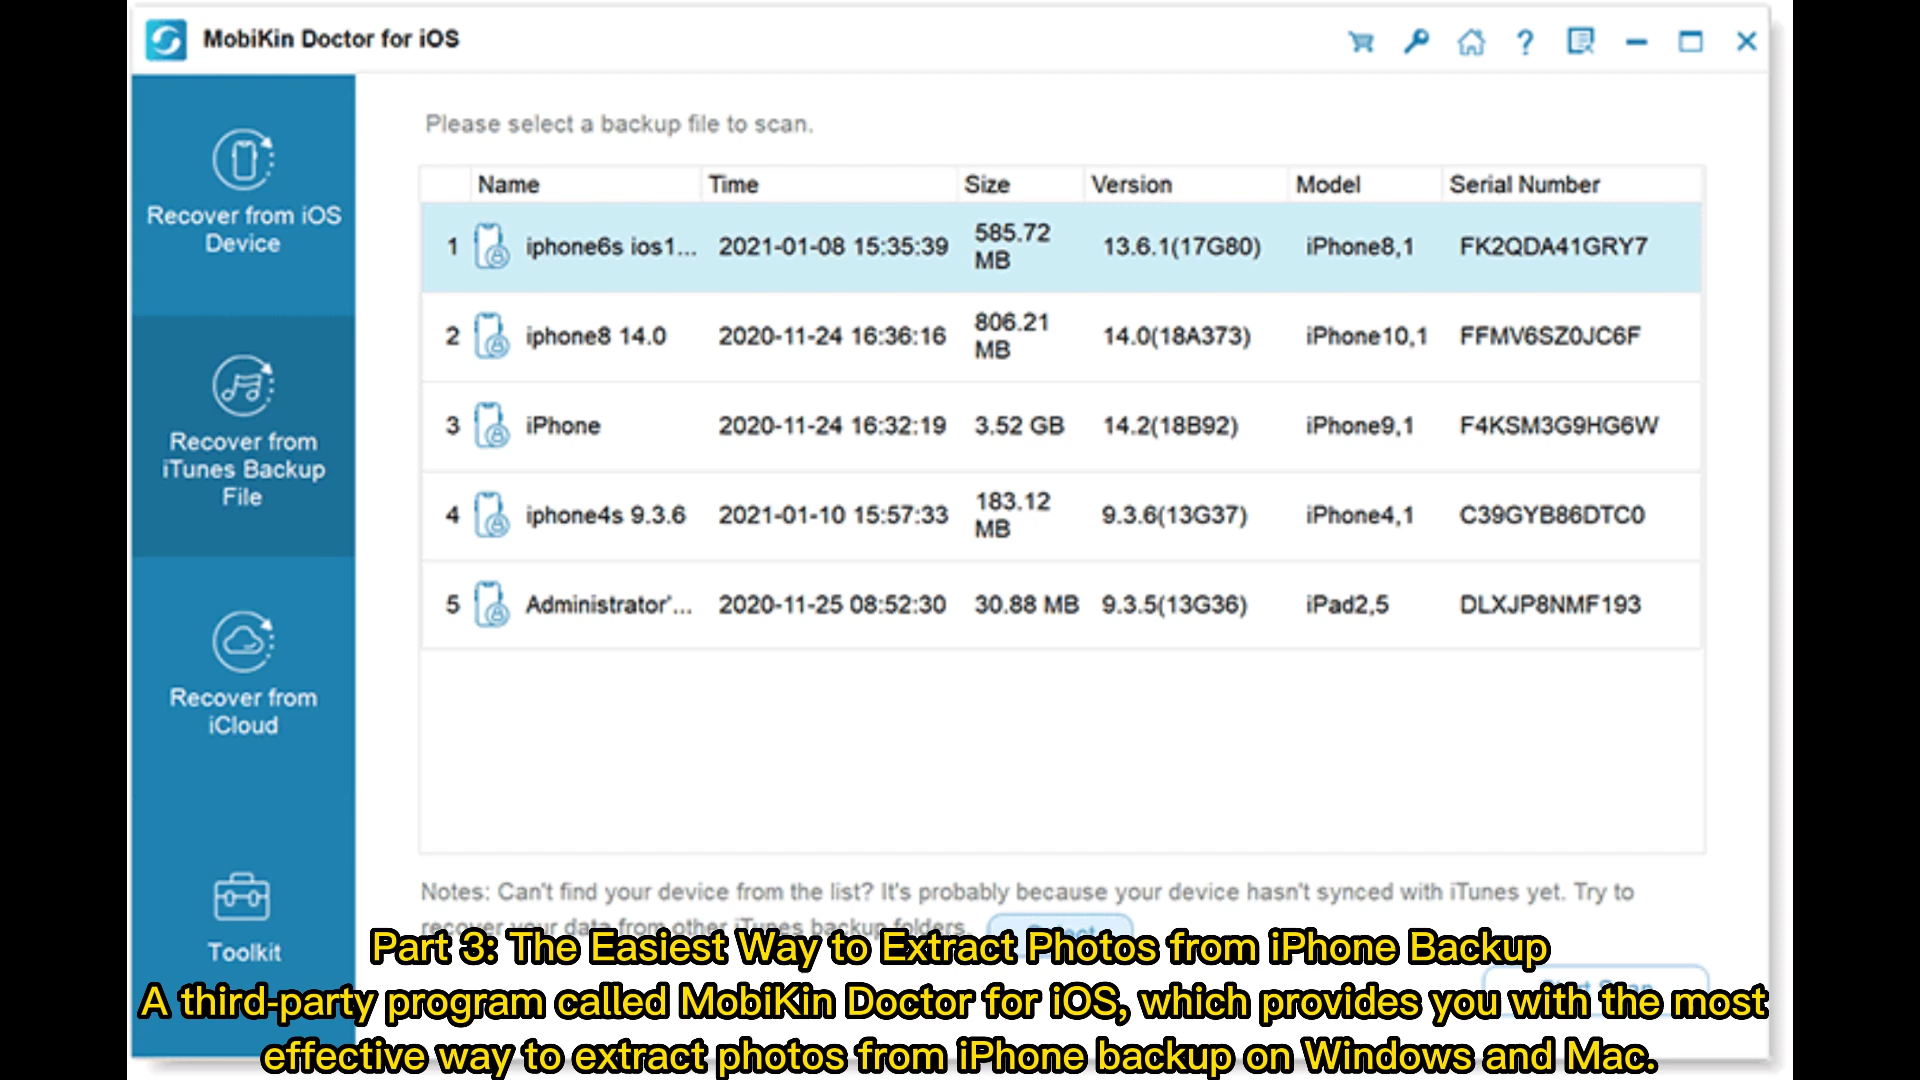 MobiKin Doctor for iOS
Please select a backup file to scan.
Name Time Size Version Model Serial Number
1 iphone6s ios1... 2021-01-08 15:35:39 585.72 MB 13.6.1(17G80) iPhone8,1 FK2QDA41GRY7
2 iphone8 14.0 2020-11-24 16:36:16 806.21 MB 14.0(18A373) iPhone10,1 FFMV6SZ0JC6F
3 iPhone 2020-11-24 16:32:19 3.52 GB 14.2(18B92) iPhone9,1 F4KSM3G9HG6W
4 iphone4s 9.3.6 2021-01-10 15:57:33 183.12 MB 9.3.6(13G37) iPhone4,1 C39GYB86DTC0
5 Administrator'... 2020-11-25 08:52:30 30.88 MB 9.3.5(13G36) iPad2,5 DLXJP8NMF193
Recover from iOS
Device
Recover from
iTunes Backup
File
Recover from
iCloud
Toolkit
Notes: Can't find your device from the list? It's probably because your device hasn't synced with iTunes yet. Try to
recover your data from other iTunes backup folders.
Part 3: The Easiest Way to Extract Photos from iPhone Backup
A third-party program called MobiKin Doctor for iOS, which provides you with the most
effective way to extract photos from iPhone backup on Windows and Mac.